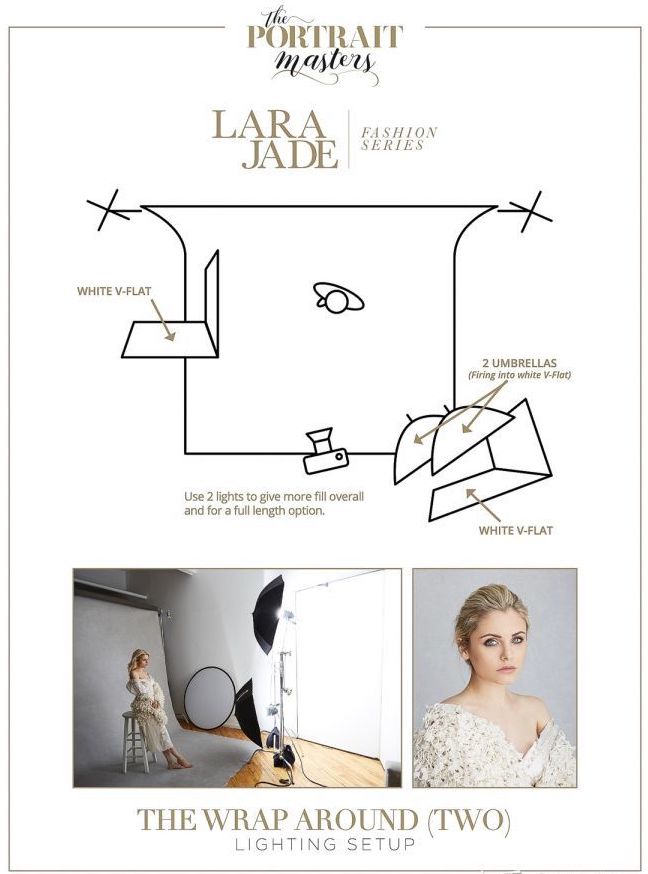 the
PORTRAIT
masters
LARA
JADE
FASHION
SERIES
WHITE V-FLAT
2 UMBRELLAS
(Firing into white V-Flat)
Use 2 lights to give more fill overall
and for a full length option.
WHITE V-FLAT
THE WRAP AROUND (TWO)
LIGHTING SETUP